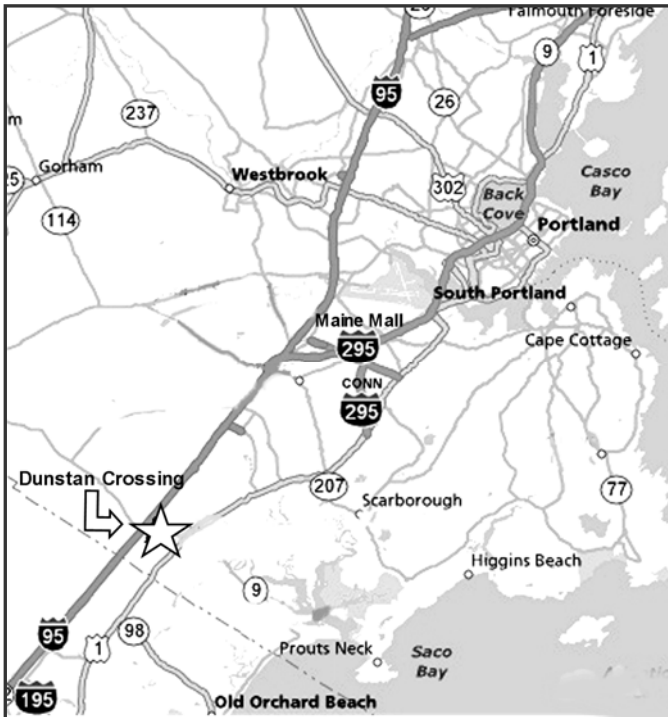 Falmouth Foreside
9
1
95
26
237
Gorham
Westbrook
302
Back
Cove
Casco
Bay
Portland
114
South Portland
Maine Mall
295
Cape Cottage
CONN
295
Dunstan Crossing
207
Scarborough
77
Higgins Beach
9
95
1
98
Prouts Neck
Saco
Bay
195
Old Orchard Beach